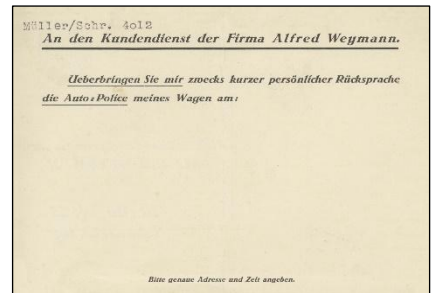 Müller/Schr. 4o12
An den Kundendienst der Firma Alfred Weymann.
Ueberbringen Sie mir zwecks kurzer persönlicher Rücksprache
die Auto=Police meines Wagen am:
Bitte genaue Adresse und Zeit angeben.